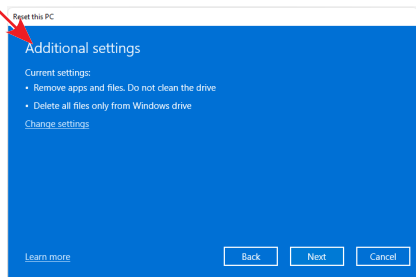 Reset this PC
Additional settings
Current settings:
• Remove apps and files. Do not clean the drive
• Delete all files only from Windows drive
Change settings
Learn more
Back
Next
Cancel